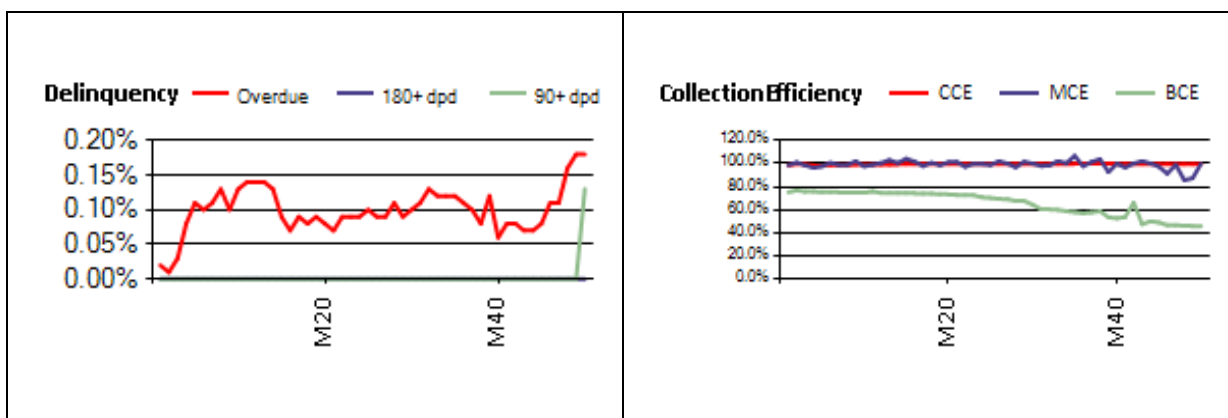 Delinquency Overdue 180+ dpd 90+ dpd
0.20%
0.15%
0.10%
0.05%
0.00%
M20
M40
Collection Efficiency CCE MCE BCE
120.0%
100.0%
80.0%
60.0%
40.0%
20.0%
0.0%
M20
M40